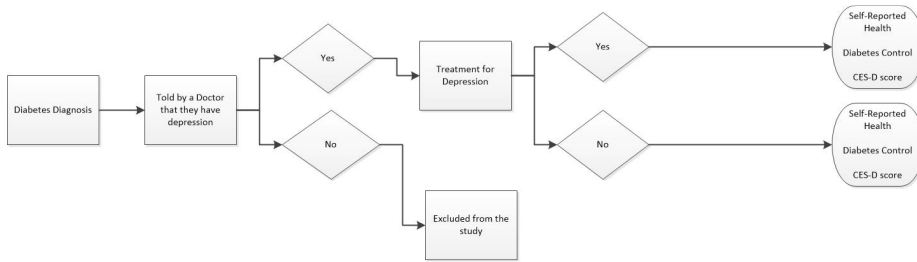 Diabetes Diagnosis
Told by a Doctor
that they have
depression
Yes
No
Treatment for
Depression
Excluded from the
study
Yes
No
Self-Reported
Health
Diabetes Control
CES-D score
Self-Reported
Health
Diabetes Control
CES-D score